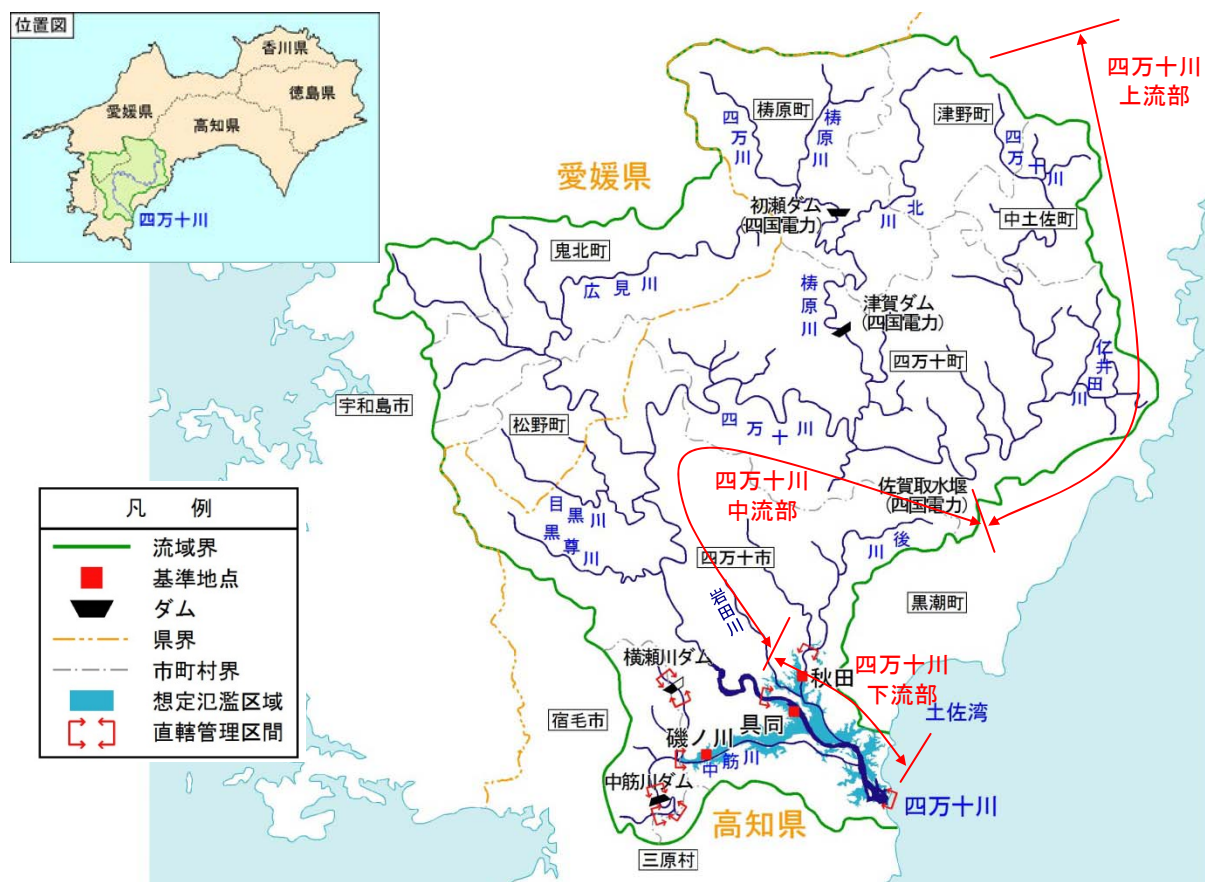 位置図
香川県
徳島県
愛媛県
高知県
四万十川
四万十川
上流部
梼原町
津野町
四万川
梼原川
四万十川
愛媛県
初瀬ダム
(四国電力)
北川
中土佐町
鬼北町
広見川
梼原川
津賀ダム
(四国電力)
四万十町
仁井田川
宇和島市
松野町
四万十川
四万十川
中流部
佐賀取水堰
(四国電力)
目黒川
黒尊川
後川
四万十市
岩田川
黒潮町
横瀬川ダム
秋田
四万十川
下流部
土佐湾
宿毛市
具同
磯ノ川
中筋川
中筋川ダム
四万十川
高知県
三原村
凡 例
流域界
基準地点
ダム
県界
市町村界
想定氾濫区域
直轄管理区間